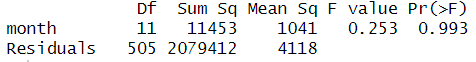 Df Sum Sq Mean Sq F value Pr(>F)
month 11 11453 1041 0.253 0.993
Residuals 505 2079412 4118